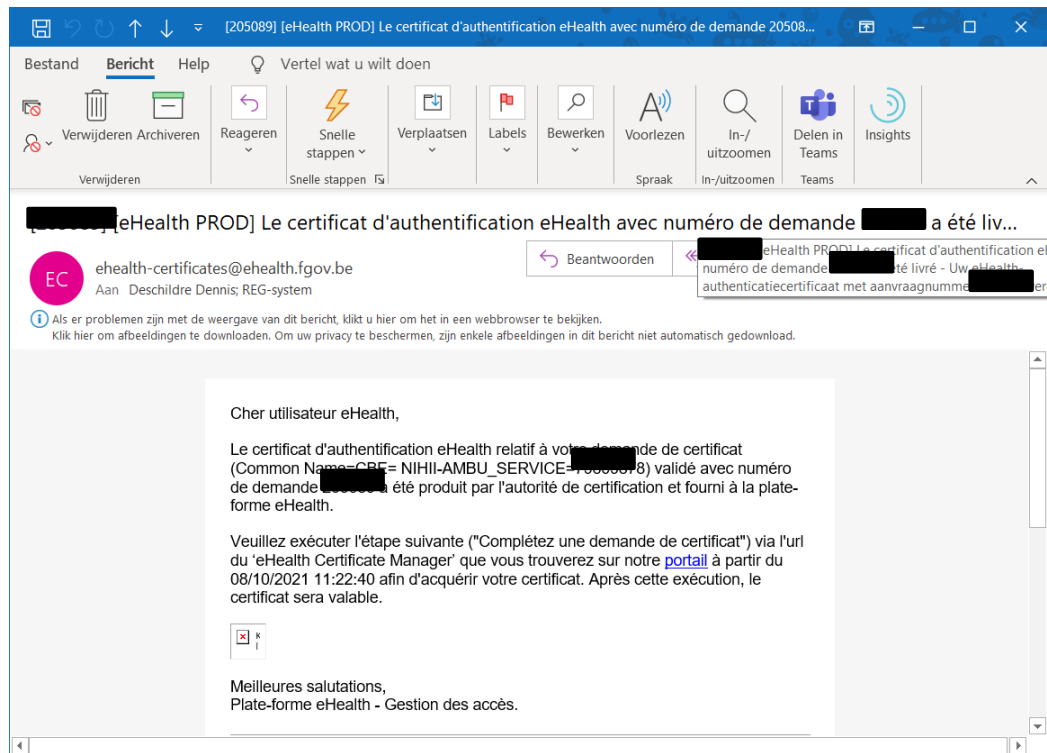 [205089] [eHealth PROD] Le certificat d'authentification eHealth avec numéro de demande 20508...
Bestand Bericht Help Vertel wat u wilt doen
Verwijderen Archiveren Reageren Snelle stappen Verplaatsen Labels Bewerken Voorlezen In-/uitzoomen Delen in Teams Insights
Verwijderen Snelle stappen Spraak In-/uitzoomen Teams
[eHealth PROD] Le certificat d'authentification eHealth avec numéro de demande a été liv...
Beantwoorden
eHealth PROD] Le certificat d'authentification eH
numéro de demande été livré - Uw eHealth-
authenticatiecertificaat met aanvraagnumme
EC
ehealth-certificates@ehealth.fgov.be
Aan Deschildre Dennis; REG-system
Als er problemen zijn met de weergave van dit bericht, klikt u hier om het in een webbrowser te bekijken.
Klik hier om afbeeldingen te downloaden. Om uw privacy te beschermen, zijn enkele afbeeldingen in dit bericht niet automatisch gedownload.
Cher utilisateur eHealth,
Le certificat d'authentification eHealth relatif à votre demande de certificat
(Common Name=CBE= NIHII-AMBU_SERVICE= ) validé avec numéro
de demande a été produit par l'autorité de certification et fourni à la plate-
forme eHealth.
Veuillez exécuter l'étape suivante ("Complétez une demande de certificat") via l'url
du ‘eHealth Certificate Manager’ que vous trouverez sur notre portail à partir du
08/10/2021 11:22:40 afin d'acquérir votre certificat. Après cette exécution, le
certificat sera valable.
K
I
Meilleures salutations,
Plate-forme eHealth - Gestion des accès.